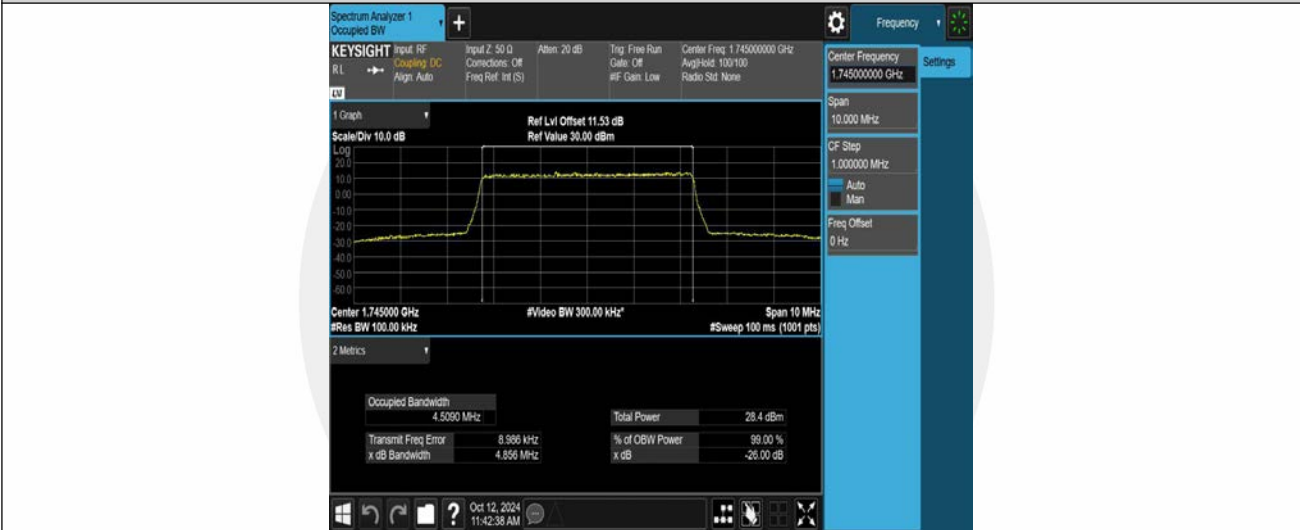 Spectrum Analyzer 1
Occupied BW
+
Frequency
KEYSIGHT
Input: RF
Coupling: DC
Align: Auto
RL
LXI
Input Z: 50 Ω
Corrections: Off
Freq Ref: Int (S)
Atten: 20 dB
Trig: Free Run
Gate: Off
#IF Gain: Low
Center Freq: 1.745000000 GHz
Avg|Hold: 100/100
Radio Std: None
Center Frequency
1.745000000 GHz
Settings
Span
10.000 MHz
CF Step
1.000000 MHz
Auto
Man
Freq Offset
0 Hz
1 Graph
Scale/Div 10.0 dB
Ref Lvl Offset 11.53 dB
Ref Value 30.00 dBm
Log
20.0
10.0
0.00
-10.0
-20.0
-30.0
-40.0
-50.0
-60.0
Center 1.745000 GHz
#Video BW 300.00 kHz*
Span 10 MHz
#Res BW 100.00 kHz
#Sweep 100 ms (1001 pts)
2 Metrics
Occupied Bandwidth
4.5090 MHz
Total Power 28.4 dBm
Transmit Freq Error 8.986 kHz
% of OBW Power 99.00 %
x dB Bandwidth 4.856 MHz
x dB -26.00 dB
?
Oct 12, 2024
11:42:38 AM